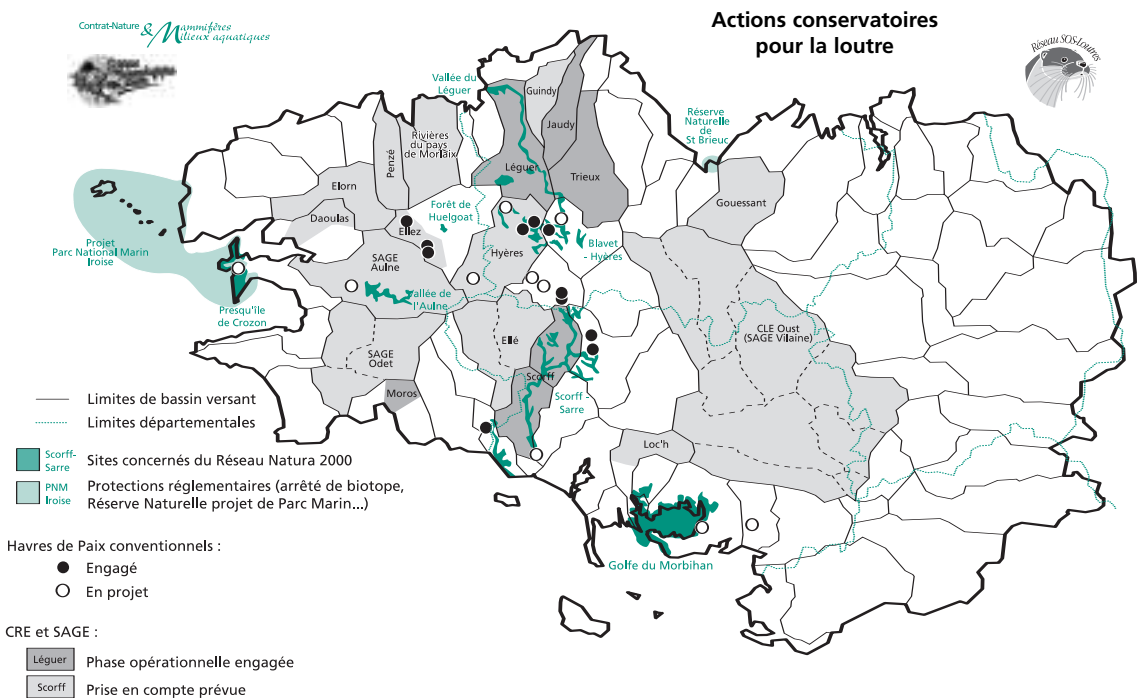 Contrat-Nature & Mammifères
Milieux aquatiques
Actions conservatoires
pour la loutre
Réseau SOS-Loutres
Vallée du
Léguer
Guindy
Jaudy
Rivières
du pays
de Morlaix
Penzé
Léguer
Trieux
Réserve
Naturelle
de
St Brieuc
Gouessant
Elorn
Daoulas
Forêt de
Huelgoat
Ellez
Hyères
Blavet
- Hyères
Projet
Parc National Marin
Iroise
SAGE
Aulne
Vallée de
l'Aulne
Presqu'île
de Crozon
CLE Oust
(SAGE Vilaine)
Ellé
SAGE
Odet
Scorff
Moros
Scorff -
Sarre
Loc'h
Golfe du Morbihan
Limites de bassin versant
Limites départementales
Scorff-
Sarre
Sites concernés du Réseau Natura 2000
PNM
Iroise
Protections réglementaires (arrêté de biotope,
Réserve Naturelle projet de Parc Marin...)
Havres de Paix conventionnels :
Engagé
En projet
CRE et SAGE :
Léguer
Phase opérationnelle engagée
Scorff
Prise en compte prévue